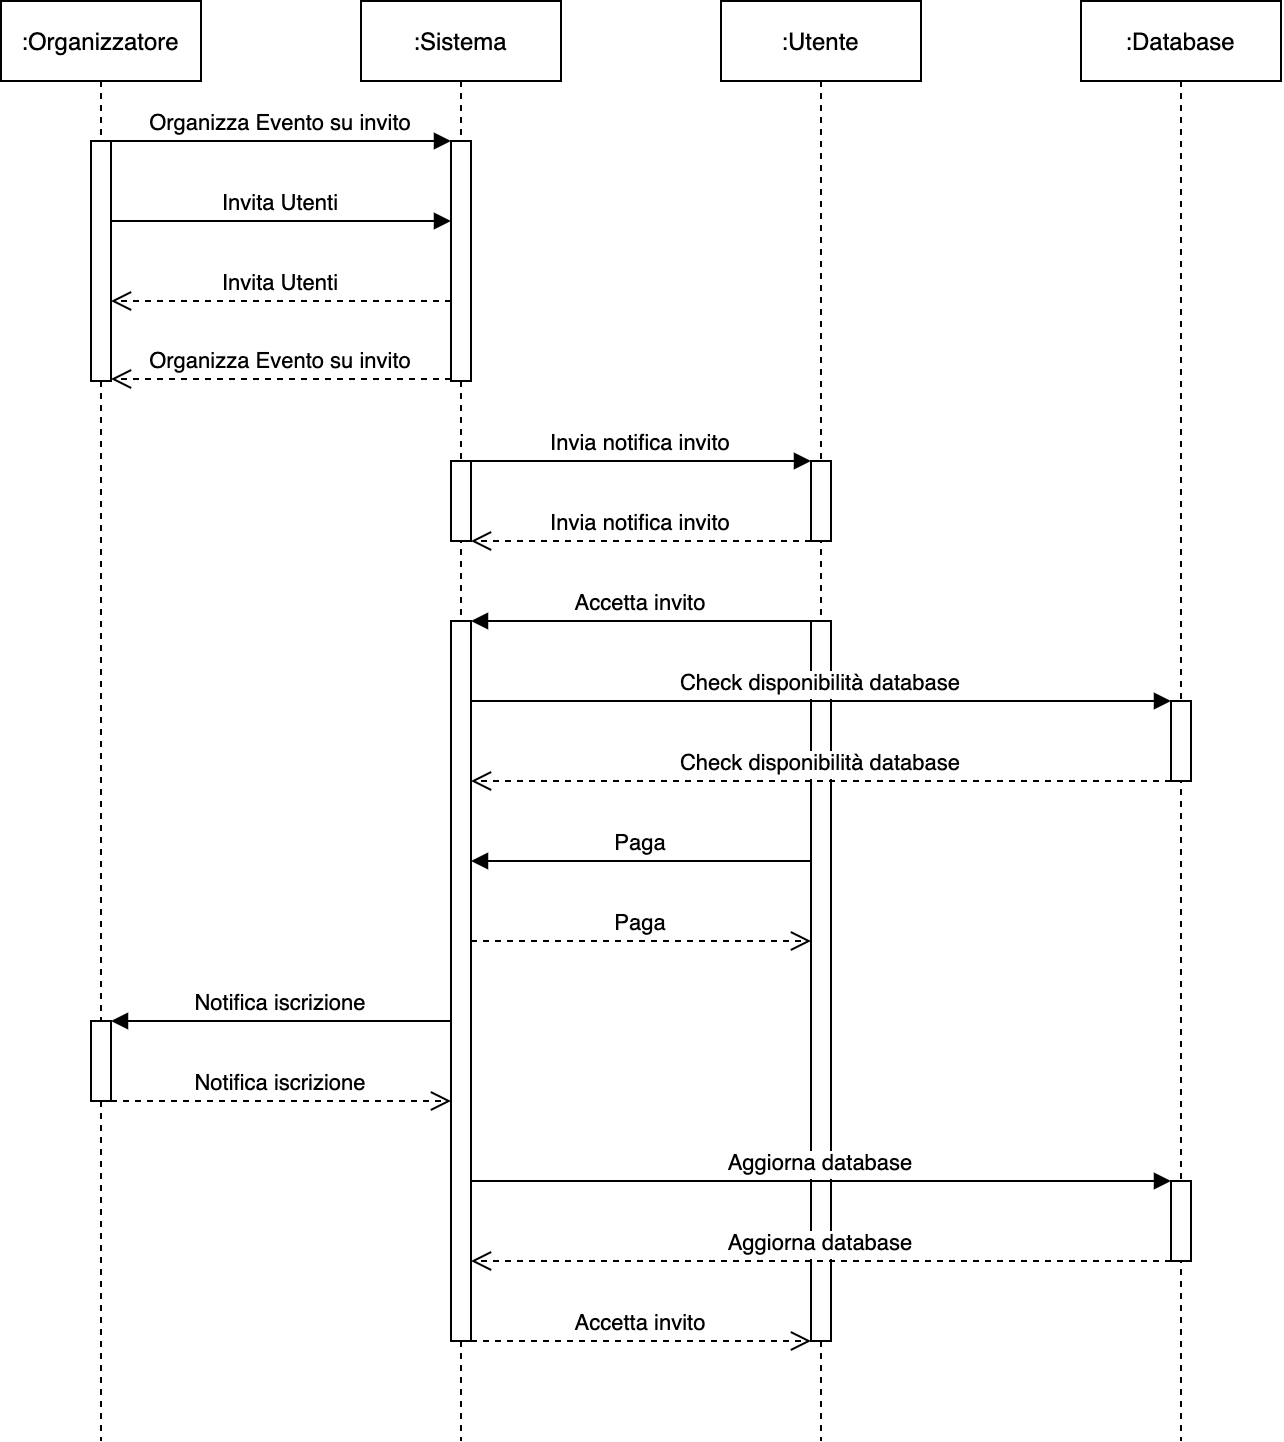 :Organizzatore
:Sistema
:Utente
:Database
Organizza Evento su invito
Invita Utenti
Invita Utenti
Organizza Evento su invito
Invia notifica invito
Invia notifica invito
Accetta invito
Check disponibilità database
Check disponibilità database
Paga
Paga
Notifica iscrizione
Notifica iscrizione
Aggiorna database
Aggiorna database
Accetta invito